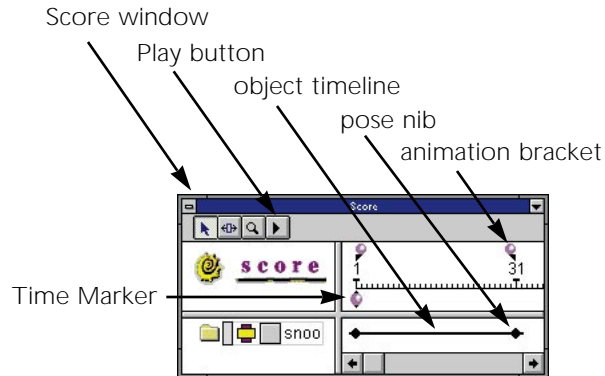 Score window
Play button
object timeline
pose nib
animation bracket
Score
score
1 31
Time Marker
snoo